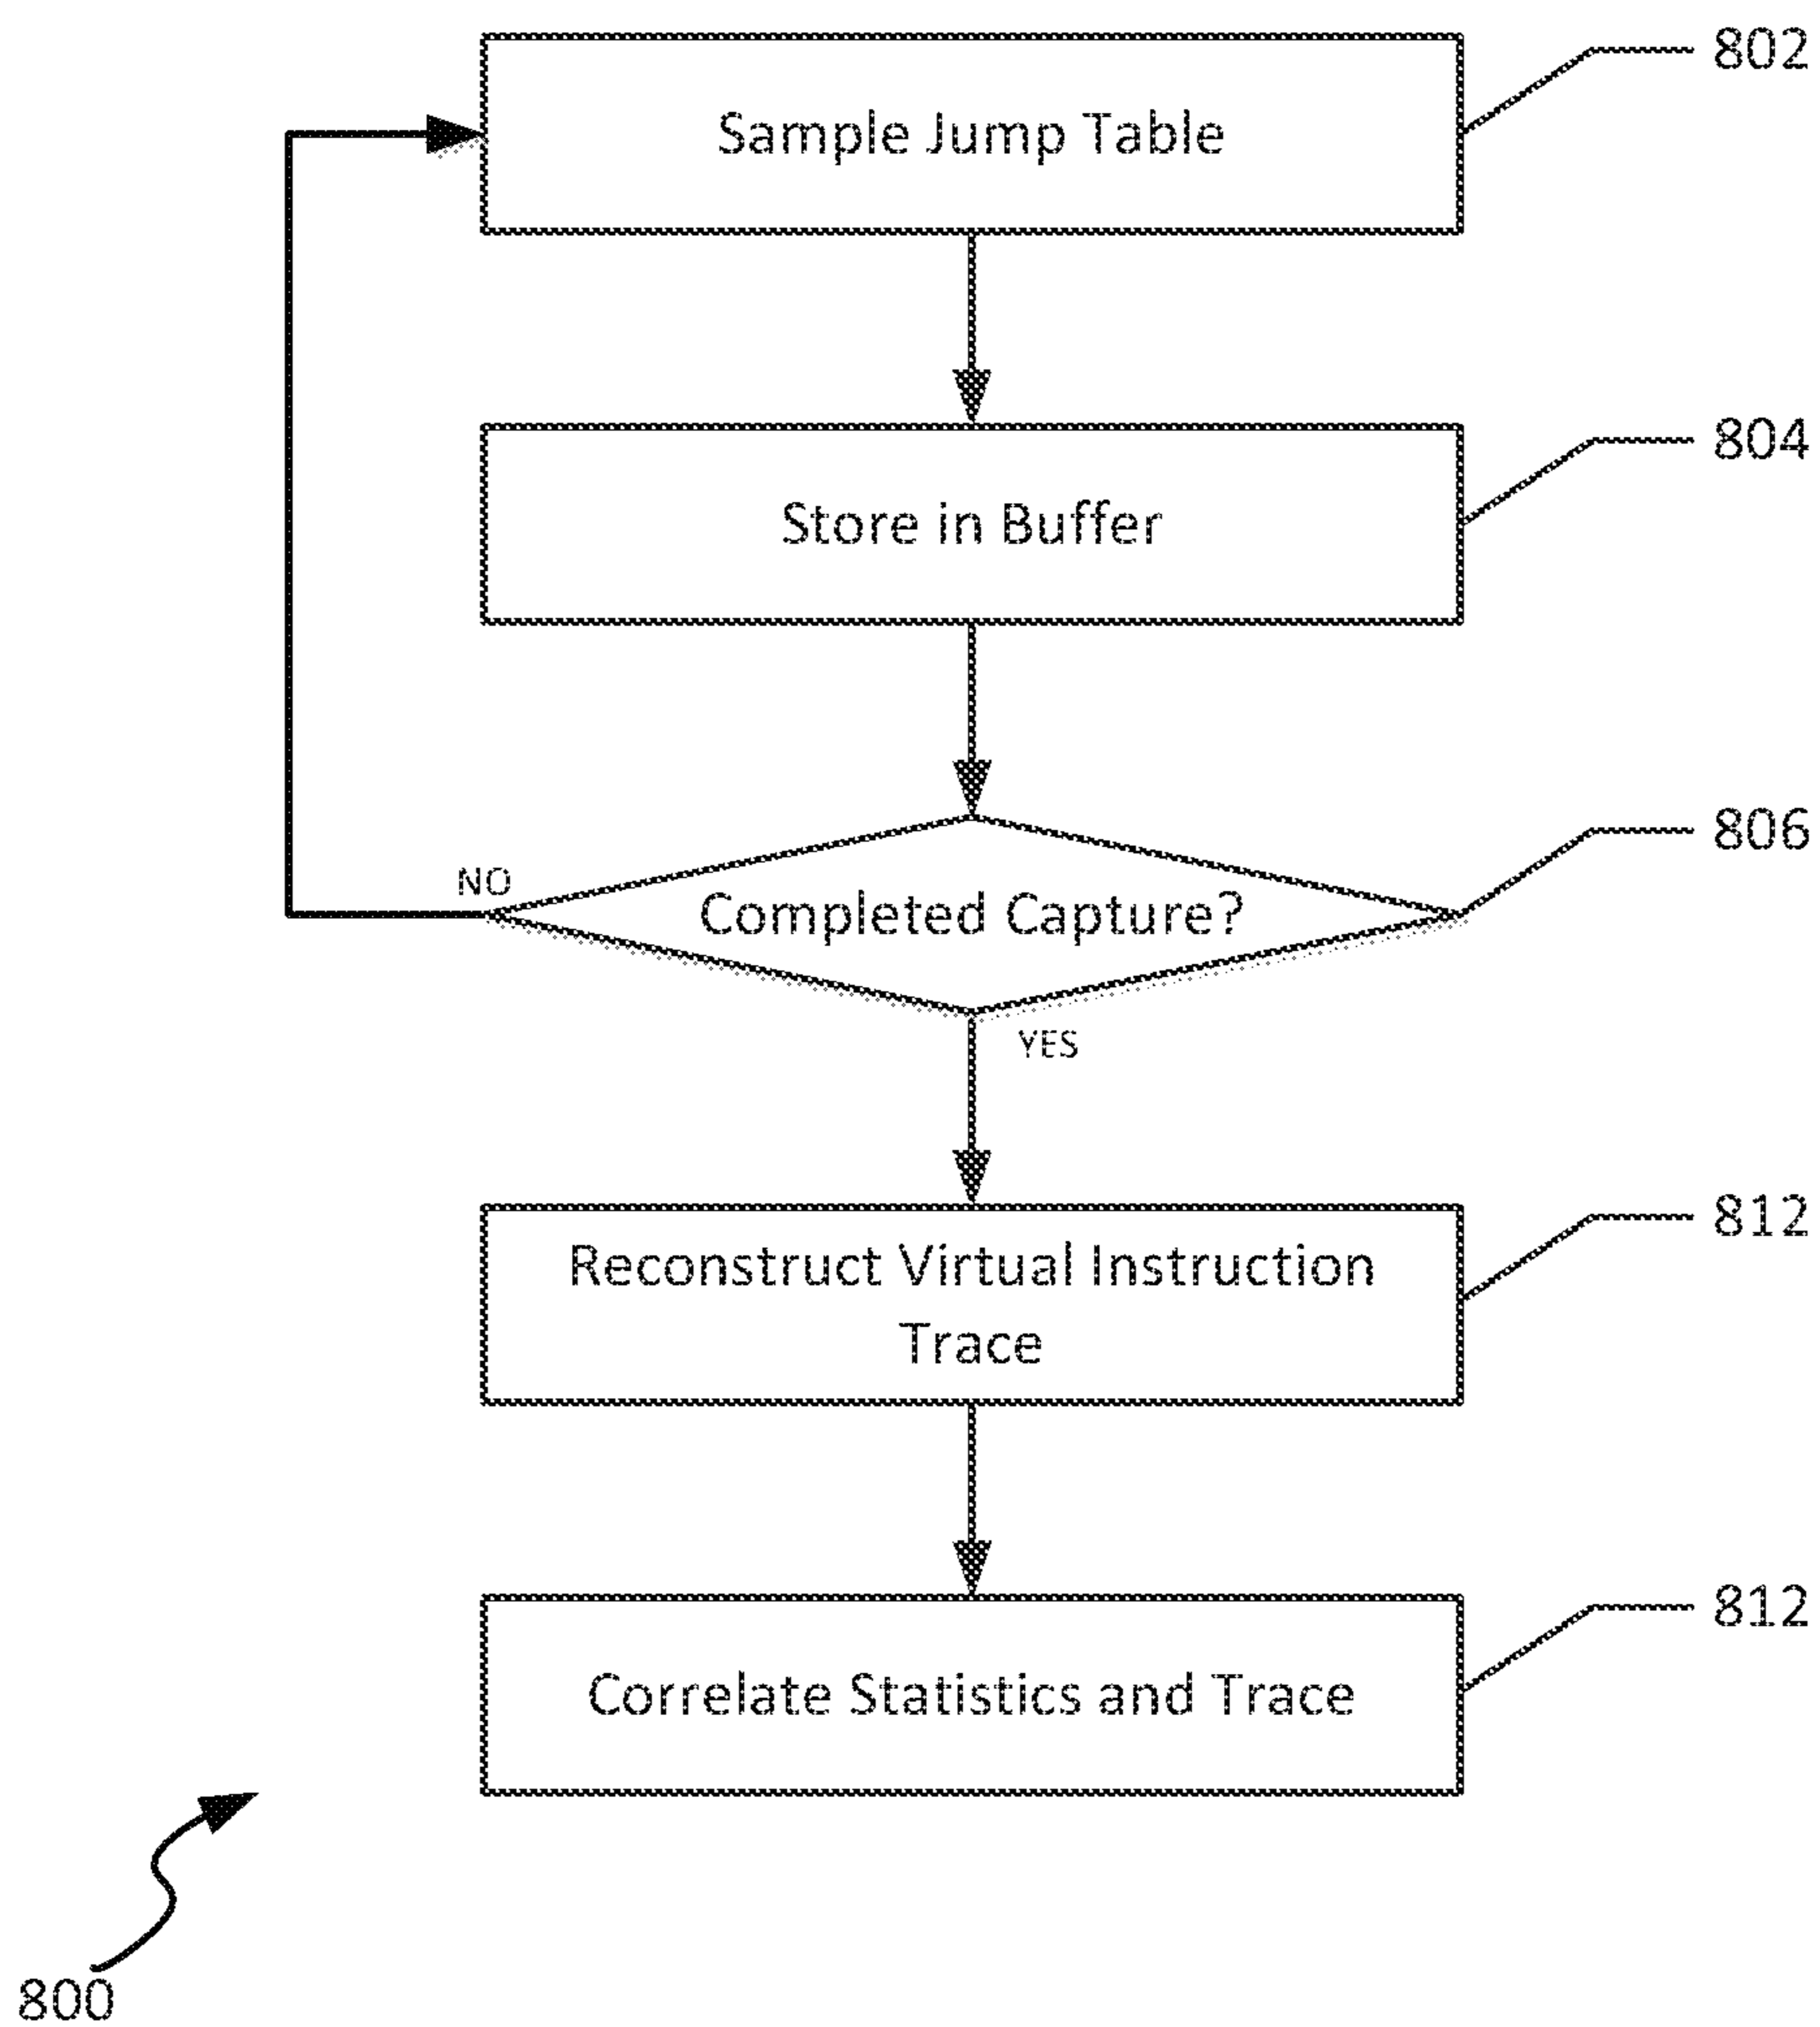 802
Sample Jump Table
804
Store in Buffer
806
NO
Completed Capture?
YES
812
Reconstruct Virtual Instruction
Trace
812
Correlate Statistics and Trace
800